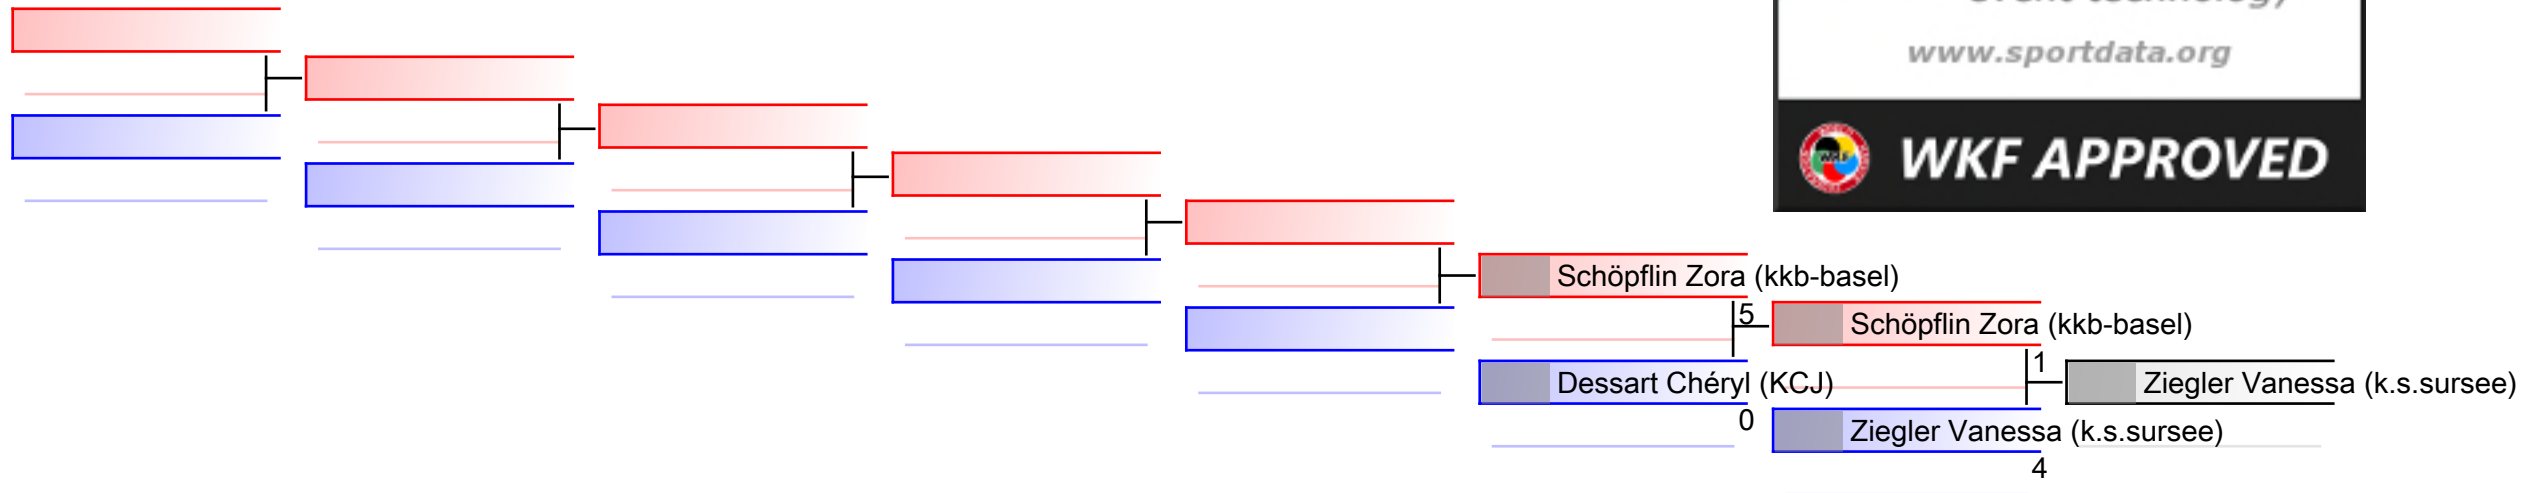 www.sportdata.org
WKF APPROVED
Schöpflin Zora (kkb-basel)
5
Schöpflin Zora (kkb-basel)
1
Dessart Chéryl (KCJ)
Ziegler Vanessa (k.s.sursee)
0
Ziegler Vanessa (k.s.sursee)
4